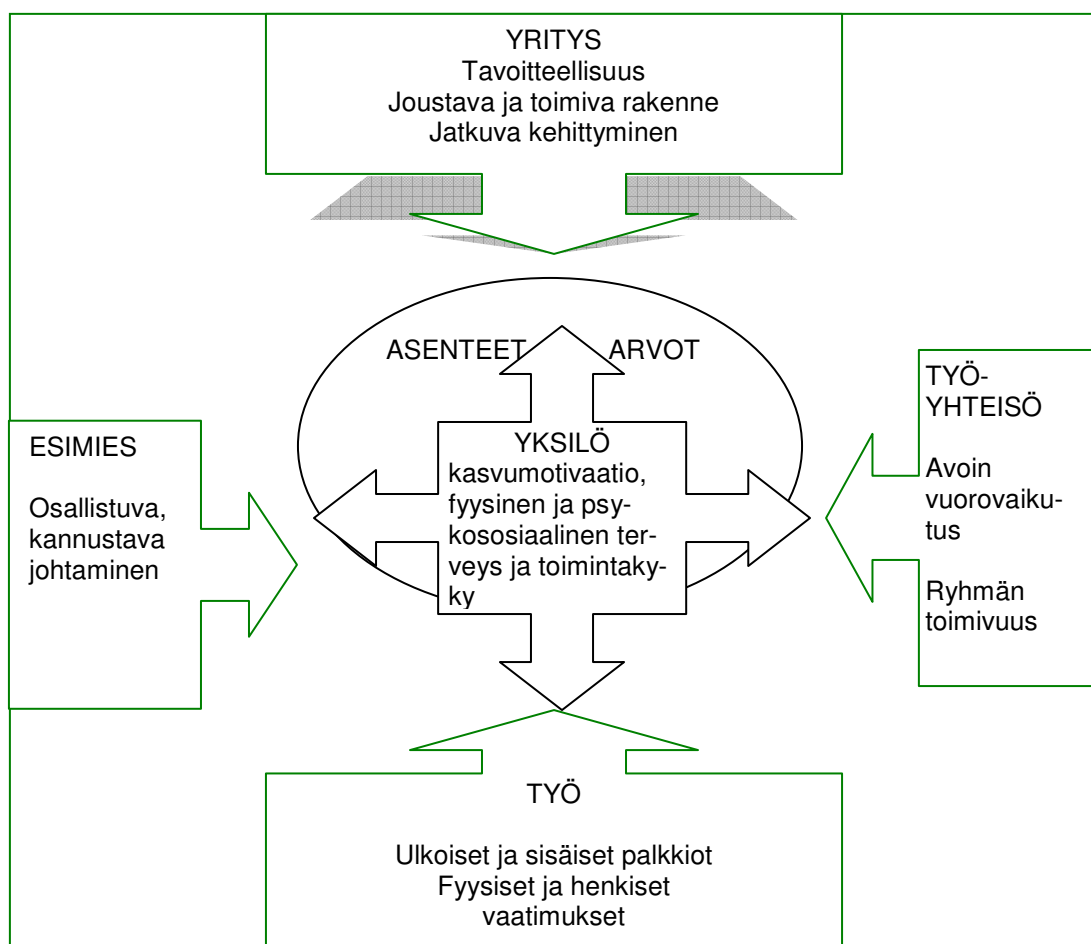 YRITYS
Tavoitteellisuus
Joustava ja toimiva rakenne
Jatkuva kehittyminen
ASENTEET
ARVOT
ESIMIES
Osallistuva,
kannustava
johtaminen
YKSILÖ
kasvumotivaatio,
fyysinen ja psy-
kososiaalinen ter-
veys ja toimintaky-
ky
TYÖ-
YHTEISÖ
Avoin
vuorovaiku-
tus
Ryhmän
toimivuus
TYÖ
Ulkoiset ja sisäiset palkkiot
Fyysiset ja henkiset
vaatimukset